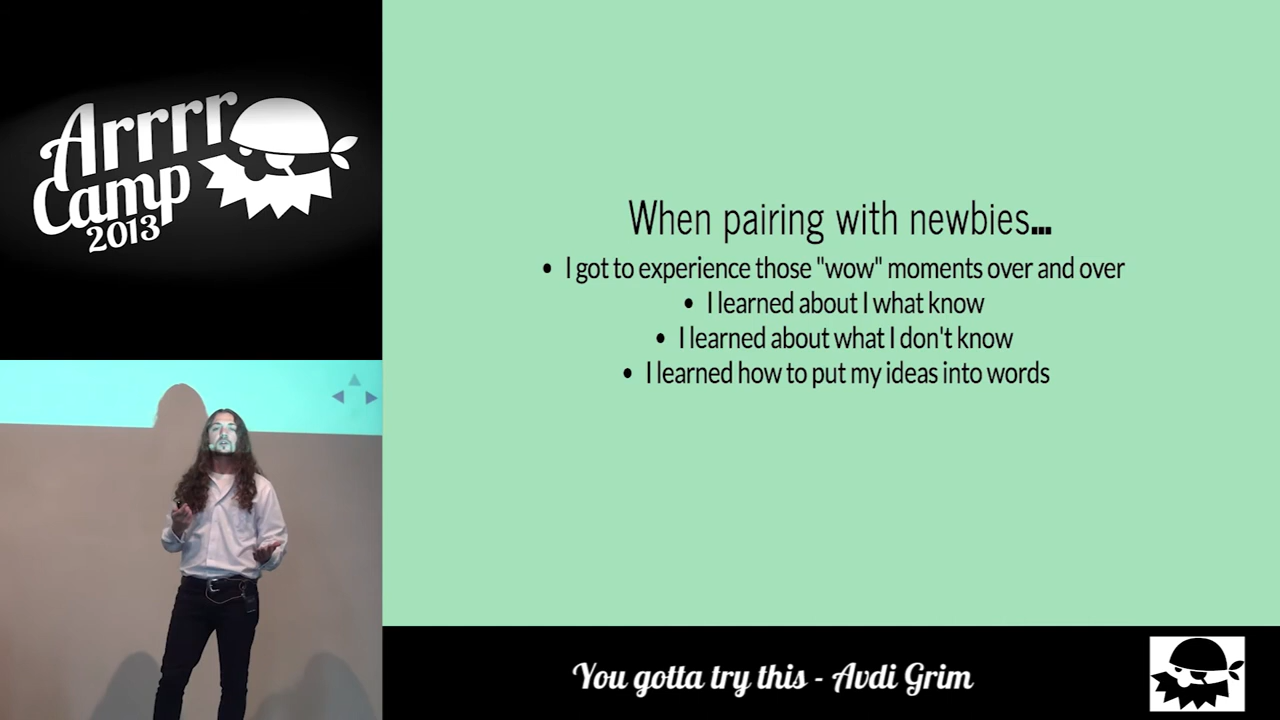 Arrrr
Camp
2013
When pairing with newbies...
• I got to experience those "wow" moments over and over
• I learned about I what know
• I learned about what I don't know
• I learned how to put my ideas into words
You gotta try this - Avdi Grim